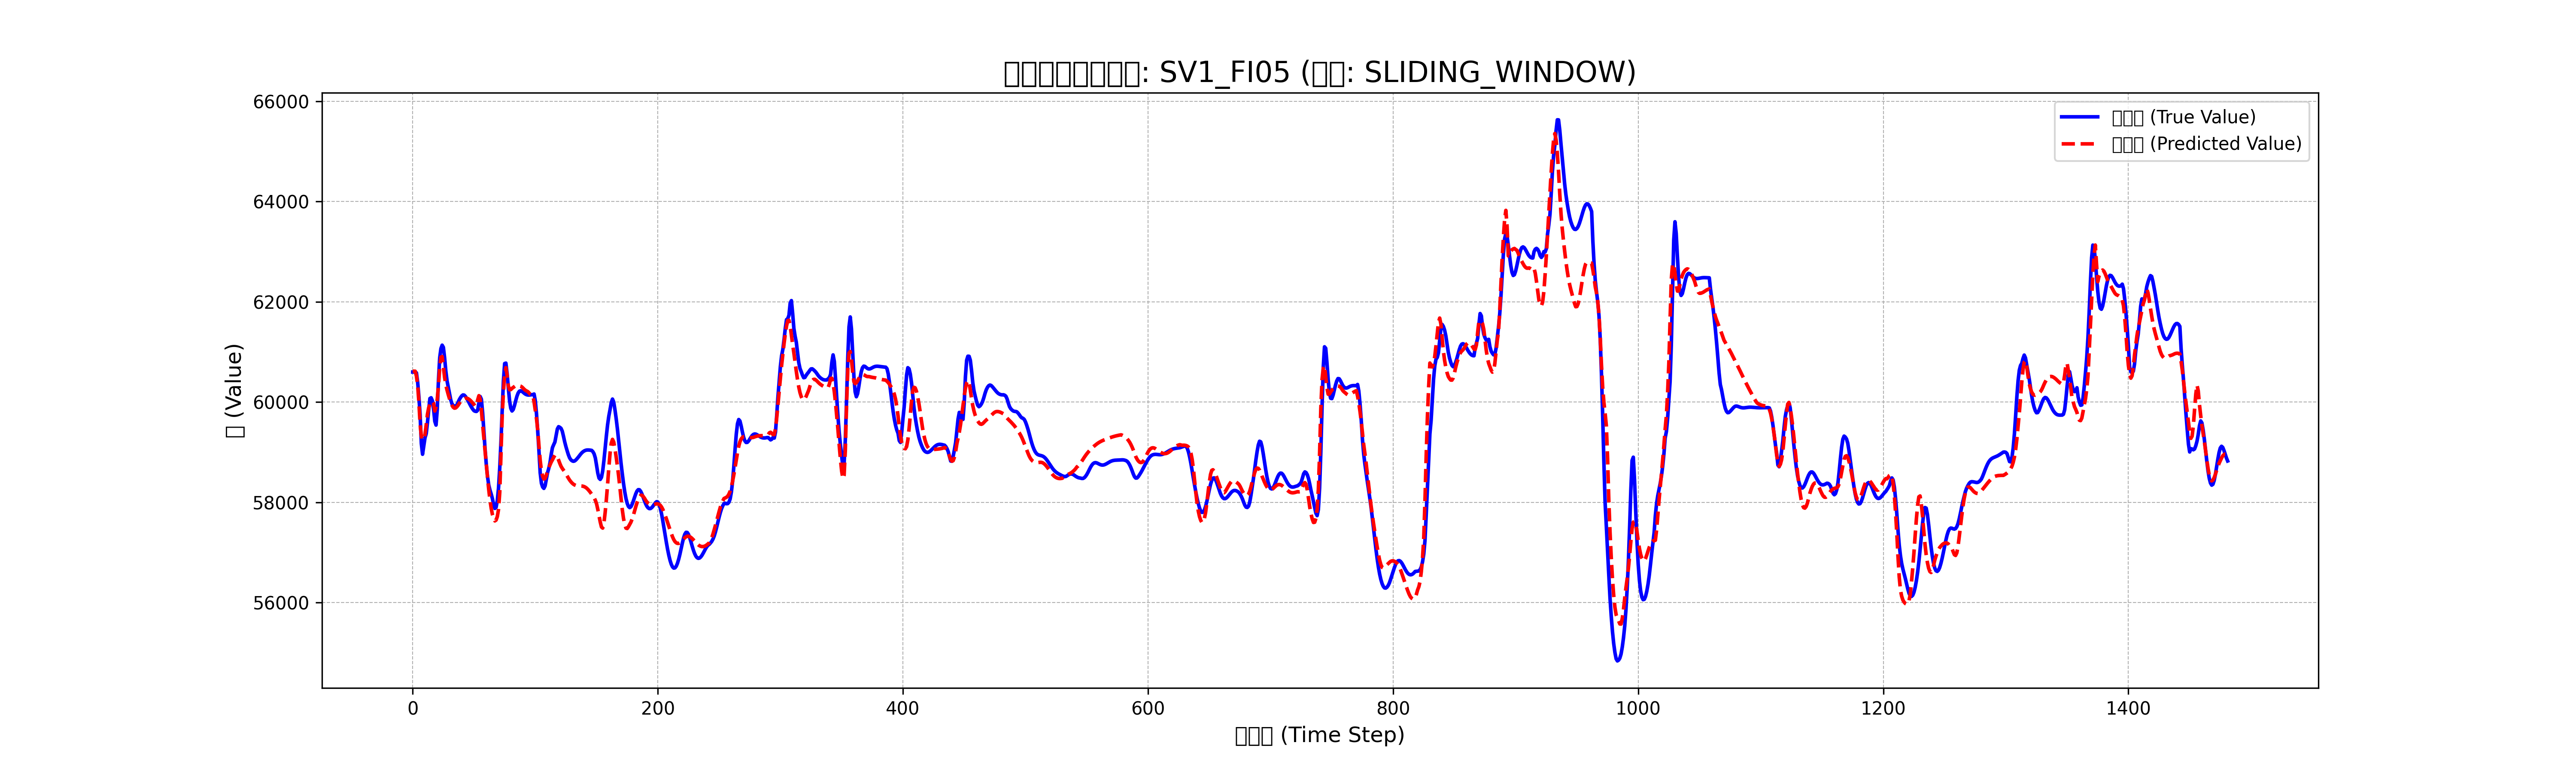 : SV1_FI05 (: SLIDING_WINDOW)
(True Value)
(Predicted Value)
(Value)
66000
64000
62000
60000
58000
56000
0 200 400 600 800 1000 1200 1400
(Time Step)